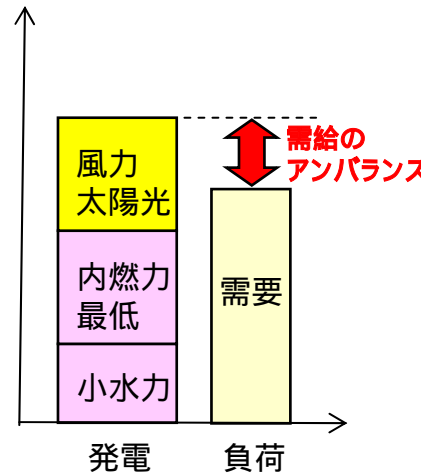 需給の
アンバランス
風力
太陽光
内燃力
最低
需要
小水力
発電
負荷